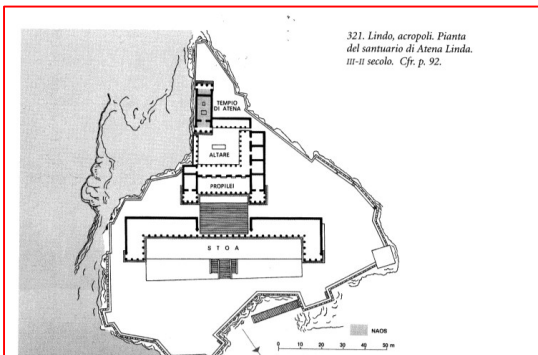 321. Lindo, acropoli. Pianta
del santuario di Atena Linda.
III-II secolo. Cfr. p. 92.
TEMPIO
DI ATENA
ALTARE
PROPILEI
STOA
NAOS
0 10 20 30 40 50 m